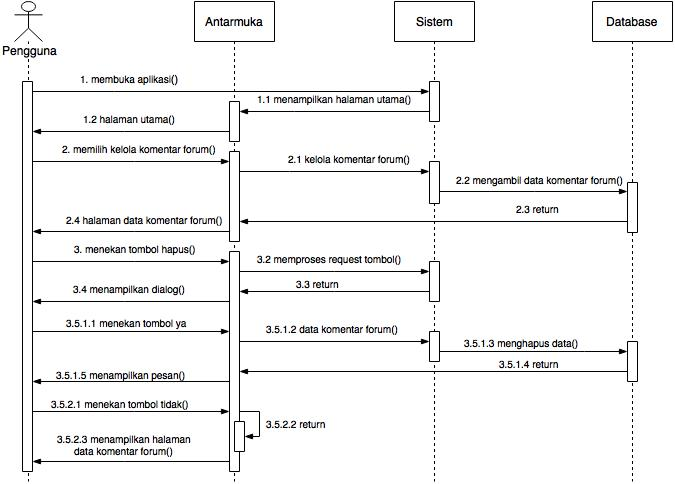 Pengguna
Antarmuka
Sistem
Database
1. membuka aplikasi()
1.1 menampilkan halaman utama()
1.2 halaman utama()
2. memilih kelola komentar forum()
2.1 kelola komentar forum()
2.2 mengambil data komentar forum()
2.3 return
2.4 halaman data komentar forum()
3. menekan tombol hapus()
3.2 memproses request tombol()
3.3 return
3.4 menampilkan dialog()
3.5.1.1 menekan tombol ya
3.5.1.2 data komentar forum()
3.5.1.3 menghapus data()
3.5.1.4 return
3.5.1.5 menampilkan pesan()
3.5.2.1 menekan tombol tidak()
3.5.2.2 return
3.5.2.3 menampilkan halaman
data komentar forum()